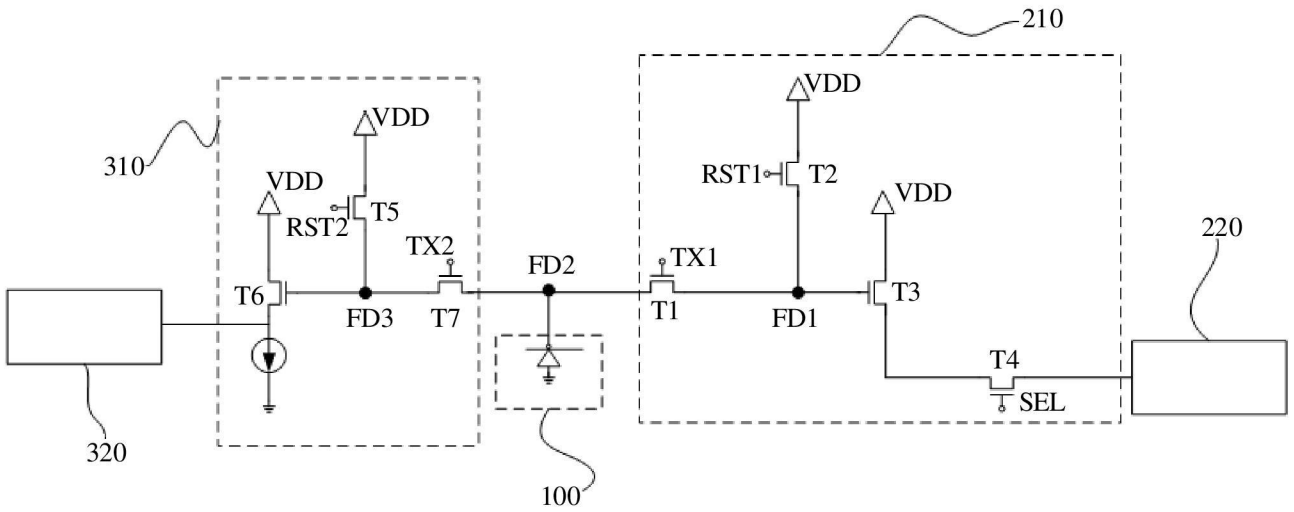 210
VDD
310
VDD
VDD
RST1
T2
VDD
RST2
T5
220
TX2
TX1
FD2
T6
T3
FD3
T7
T1
FD1
T4
SEL
320
100